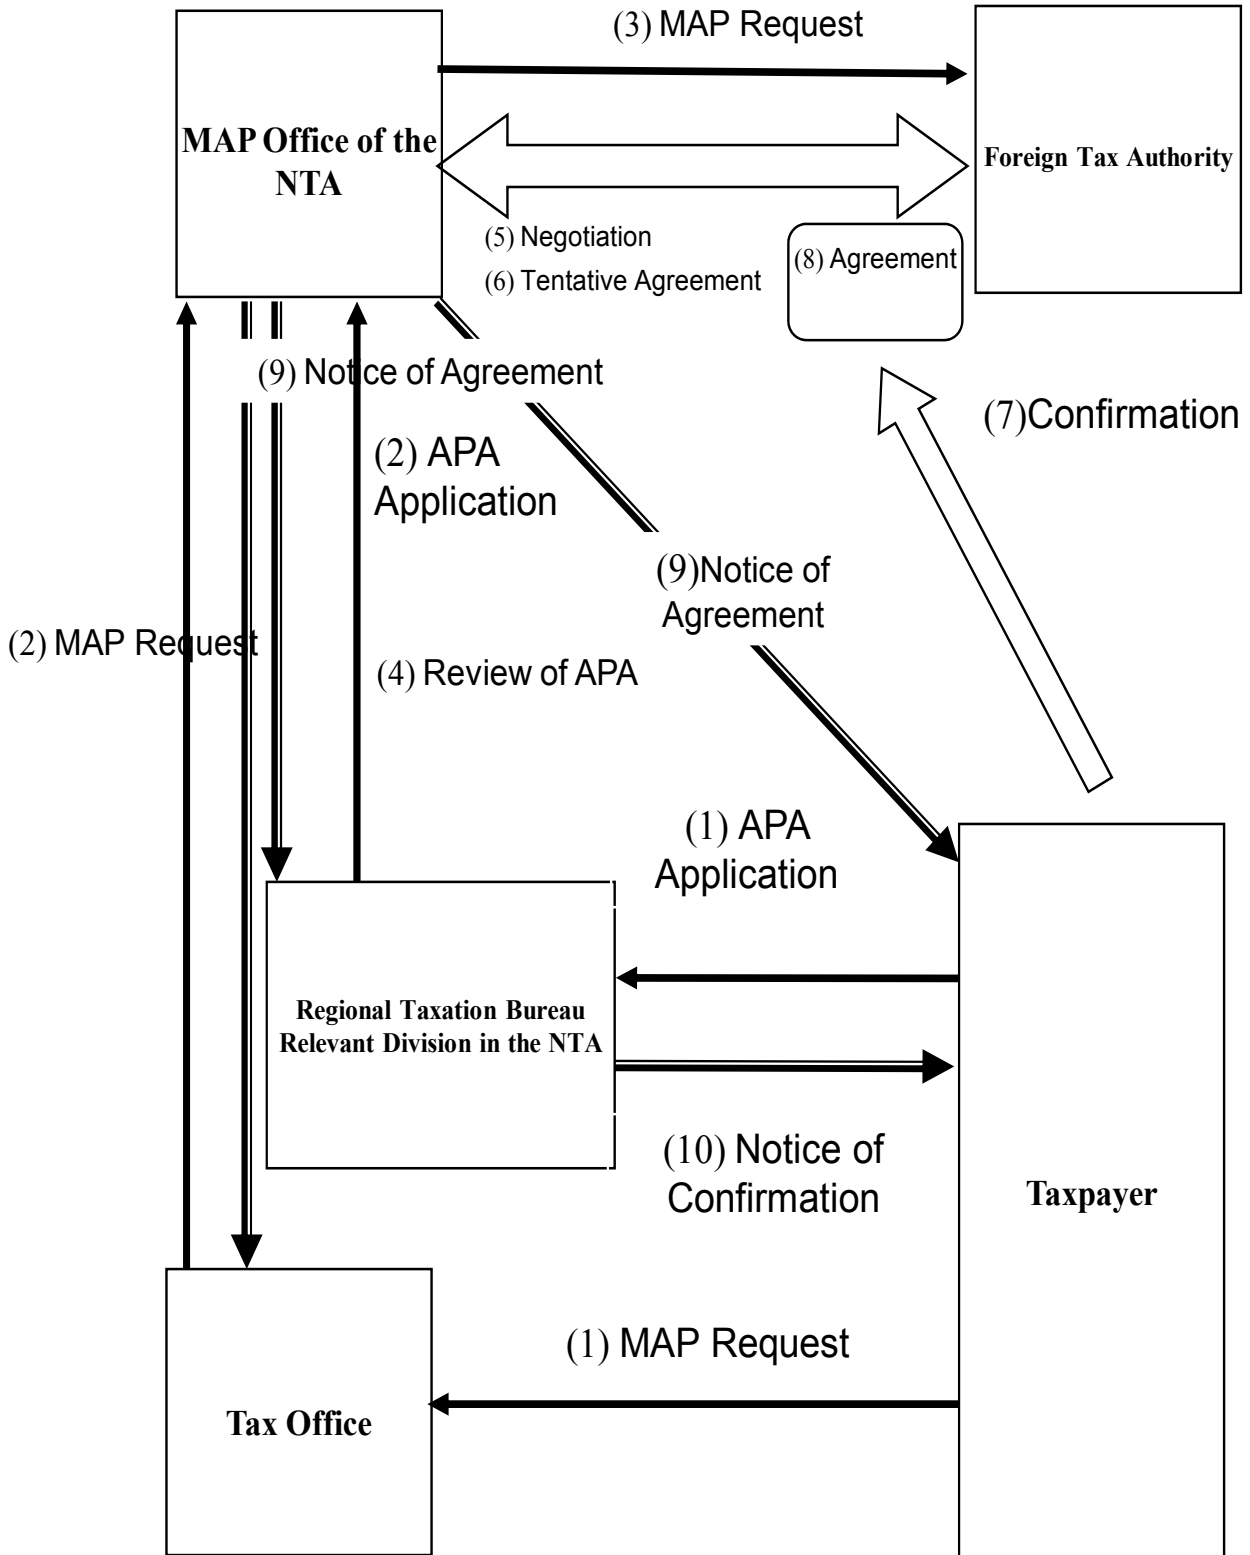 (3) MAP Request
MAP Office of the
NTA
Foreign Tax Authority
(5) Negotiation
(6) Tentative Agreement
(8) Agreement
(9) Notice of Agreement
(7)Confirmation
(2) APA
Application
(9)Notice of
Agreement
(2) MAP Request
(4) Review of APA
(1) APA
Application
Regional Taxation Bureau
Relevant Division in the NTA
(10) Notice of
Confirmation
Taxpayer
(1) MAP Request
Tax Office